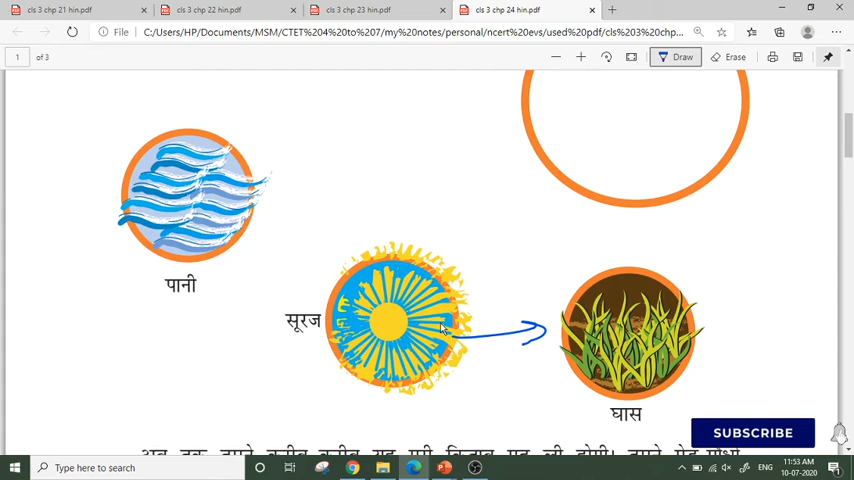 cls 3 chp 21 hin.pdf
cls 3 chp 22 hin.pdf
cls 3 chp 23 hin.pdf
cls 3 chp 24 hin.pdf
File
C:/Users/HP/Documents/MSM/CTET%204%20to%207/my%20notes/personal/ncert%20evs/used%20pdf/cls%203%20chp...
1
of 3
Draw
Erase
पानी
सूरज
घास
SUBSCRIBE
Type here to search
ENG
11:53 AM
10-07-2020